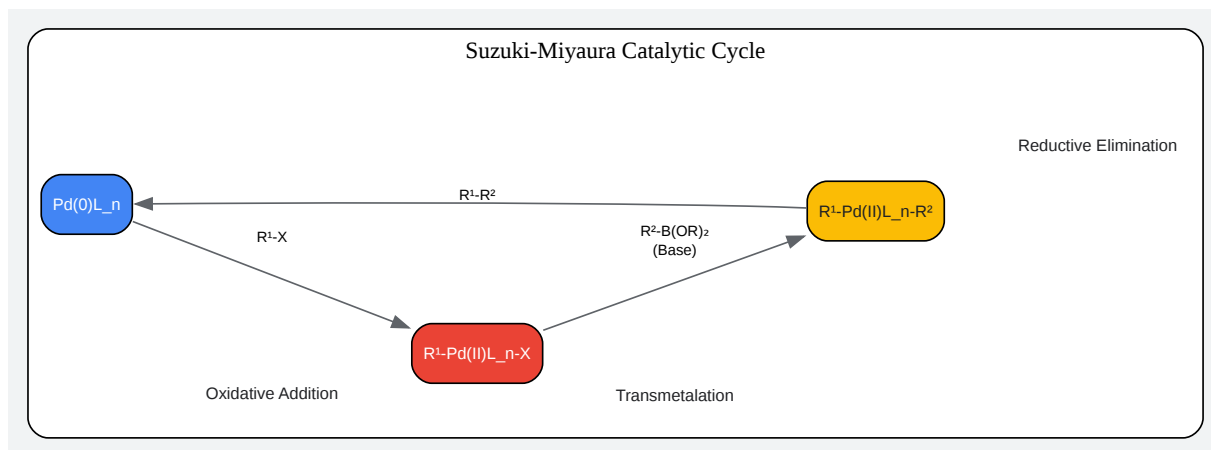 Suzuki-Miyaura Catalytic Cycle
Reductive Elimination
Pd(0)L_n
R¹-R²
R¹-Pd(II)L_n-R²
R¹-X
R²-B(OR)₂
(Base)
R¹-Pd(II)L_n-X
Oxidative Addition
Transmetalation